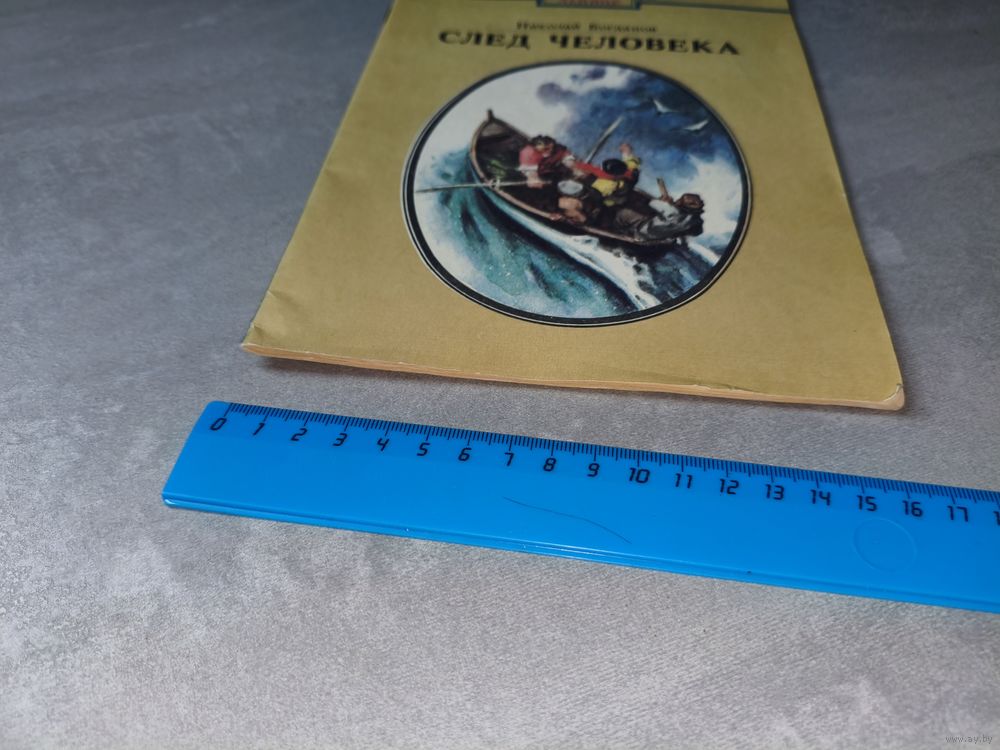 Николай Богданов
СЛЕД ЧЕЛОВЕКА
0 1 2 3 4 5 6 7 8 9 10 11 12 13 14 15 16 17
www.ay.by